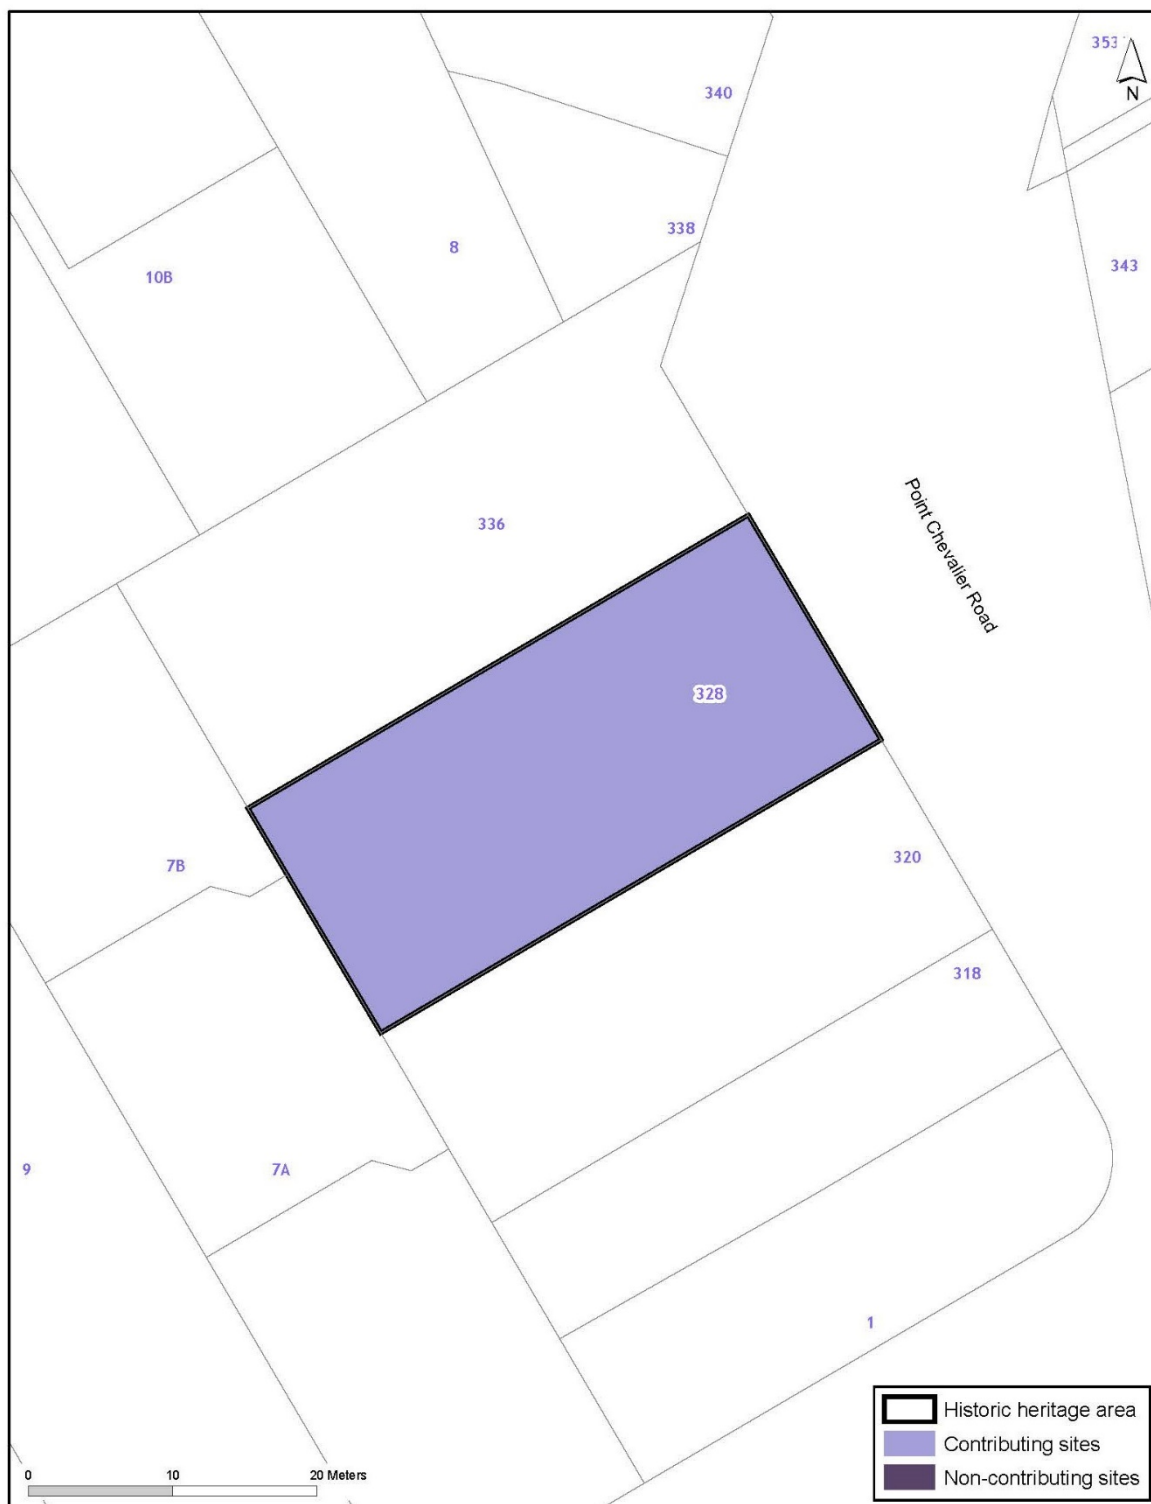 353
340
N
338
8
343
10B
336
Point Chevalier Road
328
320
7B
318
9
7A
1
Historic heritage area
Contributing sites
Non-contributing sites
0 10 20 Meters